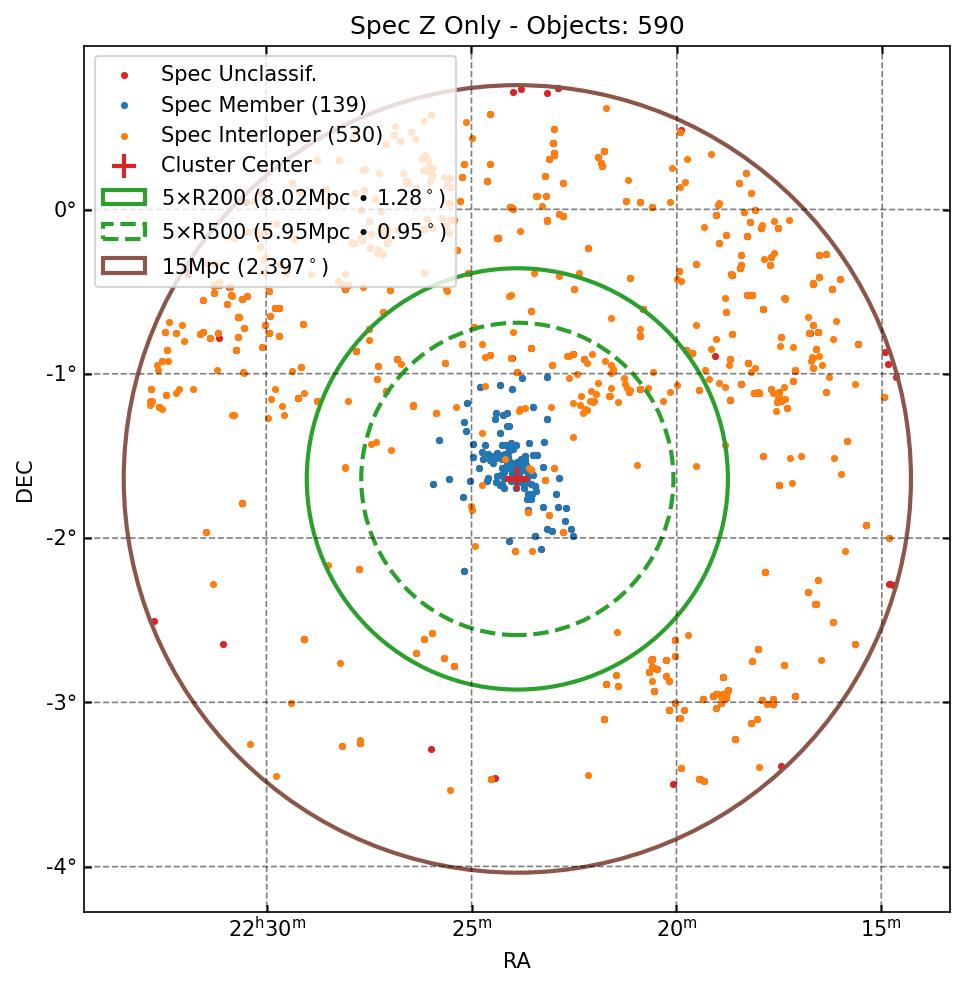 Spec Z Only - Objects: 590
Spec Unclassif.
Spec Member (139)
Spec Interloper (530)
Cluster Center
5×R200 (8.02Mpc • 1.28°)
5×R500 (5.95Mpc • 0.95°)
15Mpc (2.397°)
0°
-1°
-2°
-3°
-4°
DEC
22ʰ30ᵐ 25ᵐ 20ᵐ 15ᵐ
RA